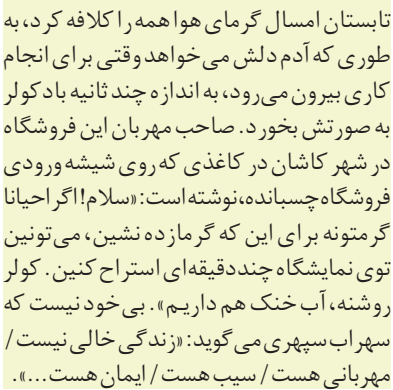 تابستان امسال گرمای هوا همه را کلافه کرد، به
طوری که آدم دلش می‌خواهد وقتی برای انجام
کاری بیرون می‌رود، به اندازه چند ثانیه باد کولر
به صورتش بخورد. صاحب مهربان این فروشگاه
در شهر کاشان در کاغذی که روی شیشه ورودی
فروشگاه چسبانده، نوشته است: «سلام! اگر احیانا
گرمتونه برای این که گرمازده نشین، می‌تونین
توی نمایشگاه چند دقیقه‌ای استراحت کنین. کولر
روشنه، آب خنک هم داریم». بی‌خود نیست که
سهراب سپهری می‌گوید: «زندگی خالی نیست/
مهربانی هست/ سیب هست/ ایمان هست...».